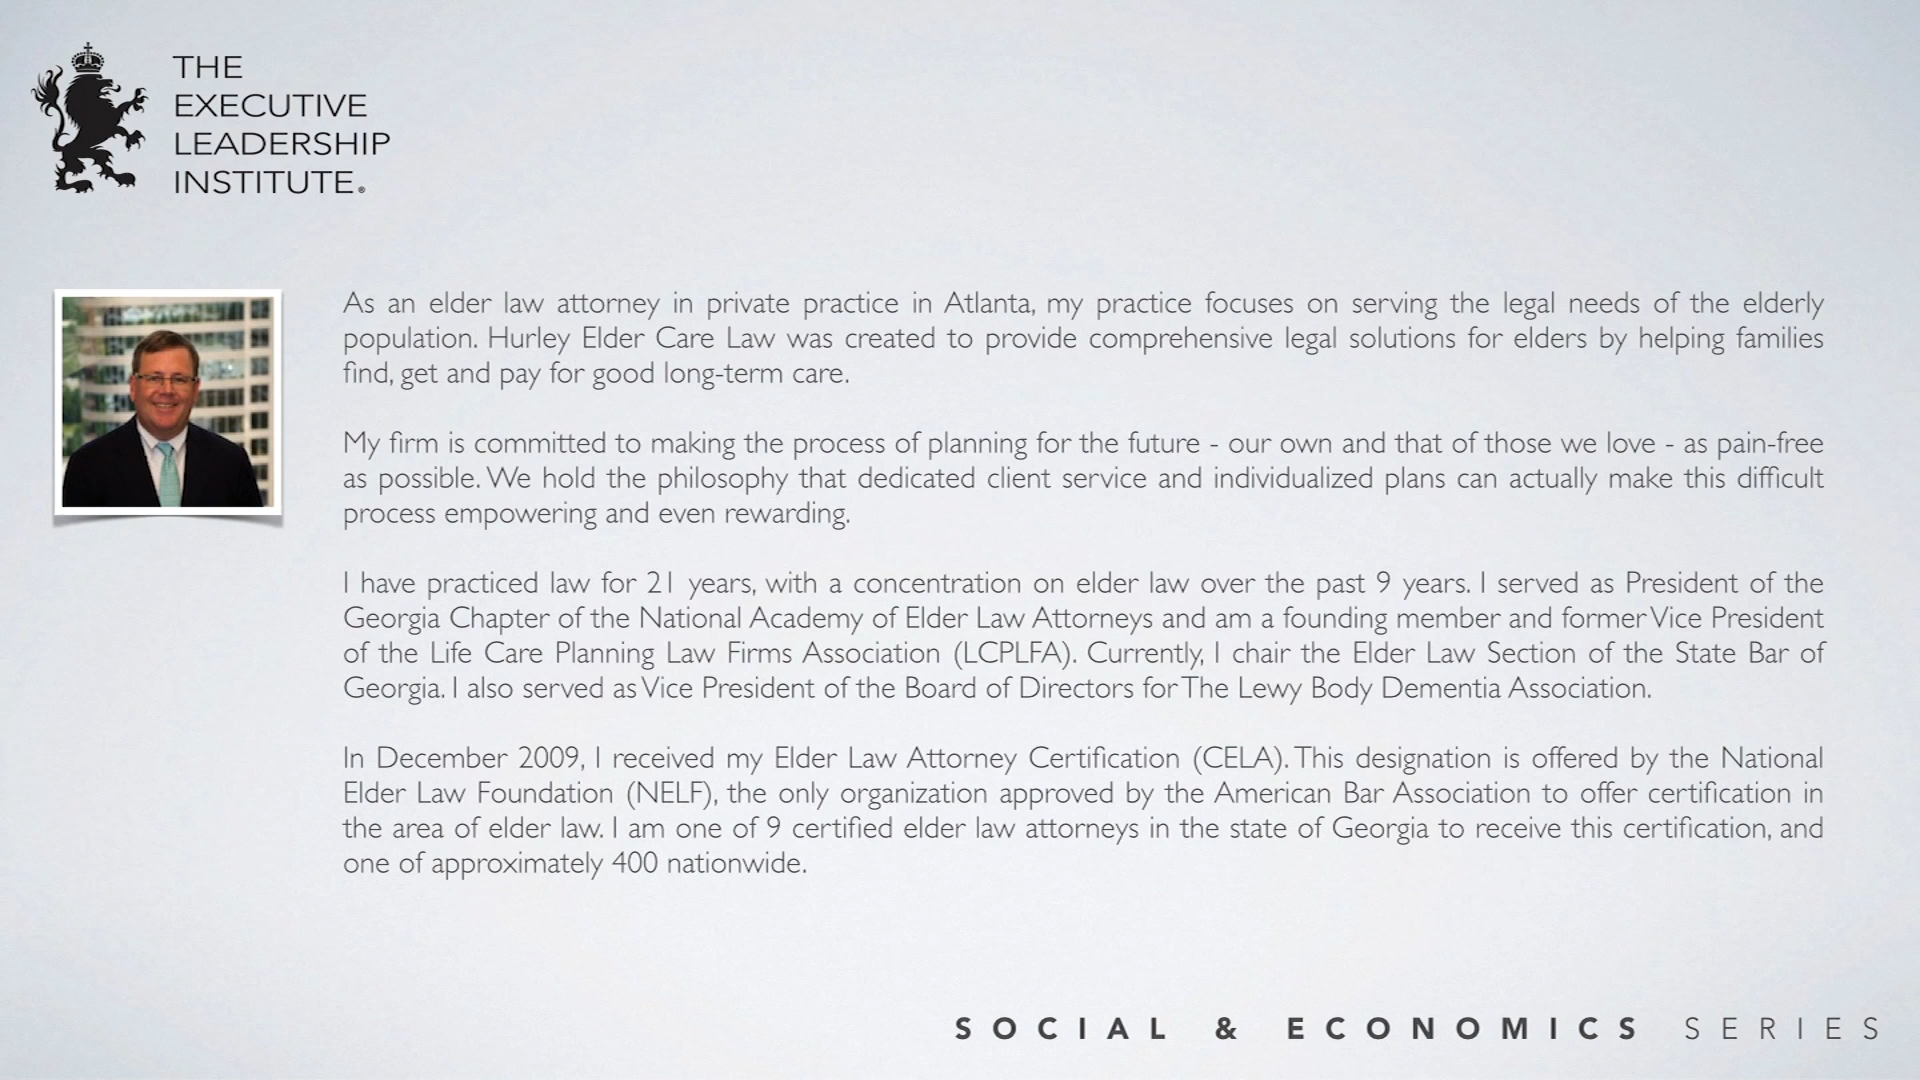 THE
EXECUTIVE
LEADERSHIP
INSTITUTE®
As an elder law attorney in private practice in Atlanta, my practice focuses on serving the legal needs of the elderly
population. Hurley Elder Care Law was created to provide comprehensive legal solutions for elders by helping families
find, get and pay for good long-term care.
My firm is committed to making the process of planning for the future - our own and that of those we love - as pain-free
as possible. We hold the philosophy that dedicated client service and individualized plans can actually make this difficult
process empowering and even rewarding.
I have practiced law for 21 years, with a concentration on elder law over the past 9 years. I served as President of the
Georgia Chapter of the National Academy of Elder Law Attorneys and am a founding member and former Vice President
of the Life Care Planning Law Firms Association (LCPLFA). Currently, I chair the Elder Law Section of the State Bar of
Georgia. I also served as Vice President of the Board of Directors for The Lewy Body Dementia Association.
In December 2009, I received my Elder Law Attorney Certification (CELA). This designation is offered by the National
Elder Law Foundation (NELF), the only organization approved by the American Bar Association to offer certification in
the area of elder law. I am one of 9 certified elder law attorneys in the state of Georgia to receive this certification, and
one of approximately 400 nationwide.
SOCIAL & ECONOMICS SERIES